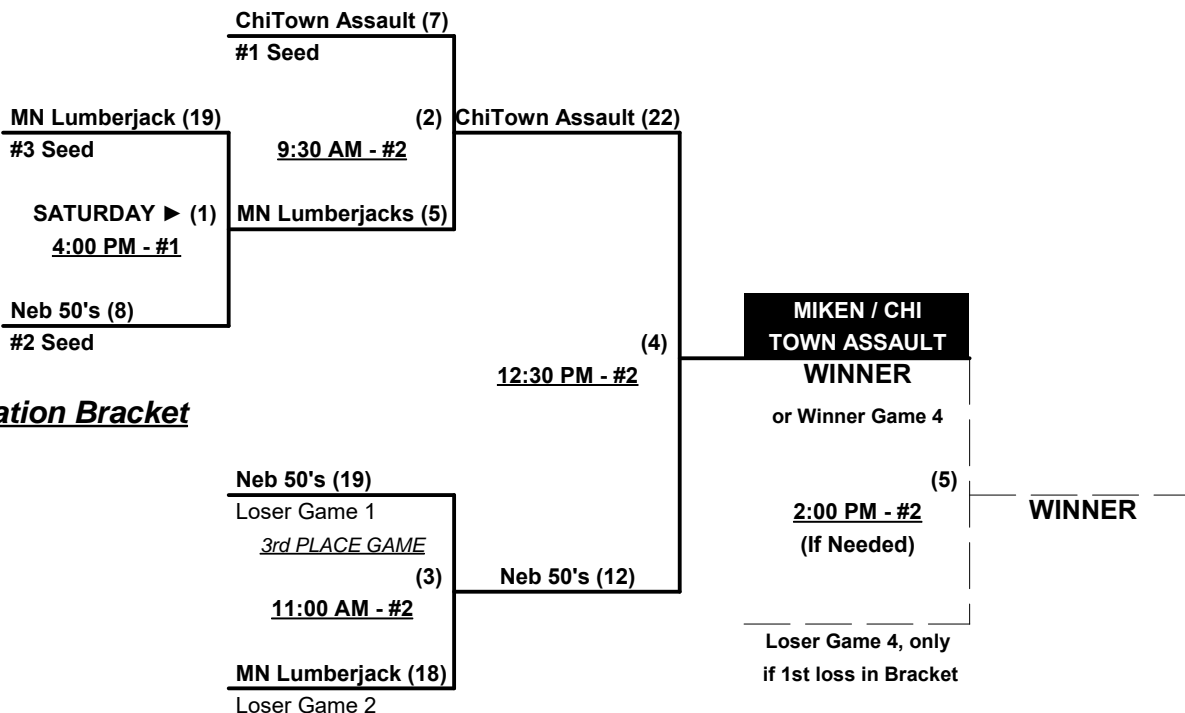 ChiTown Assault (7)
#1 Seed
MN Lumberjack (19)
(2)
ChiTown Assault (22)
#3 Seed
9:30 AM - #2
SATURDAY ► (1)
MN Lumberjacks (5)
4:00 PM - #1
Neb 50's (8)
#2 Seed
MIKEN / CHI
TOWN ASSAULT
(4)
12:30 PM - #2
WINNER
or Winner Game 4
ation Bracket
Neb 50's (19)
Loser Game 1
3rd PLACE GAME
(3)
11:00 AM - #2
Neb 50's (12)
(5)
2:00 PM - #2
(If Needed)
WINNER
MN Lumberjack (18)
Loser Game 2
Loser Game 4, only
if 1st loss in Bracket